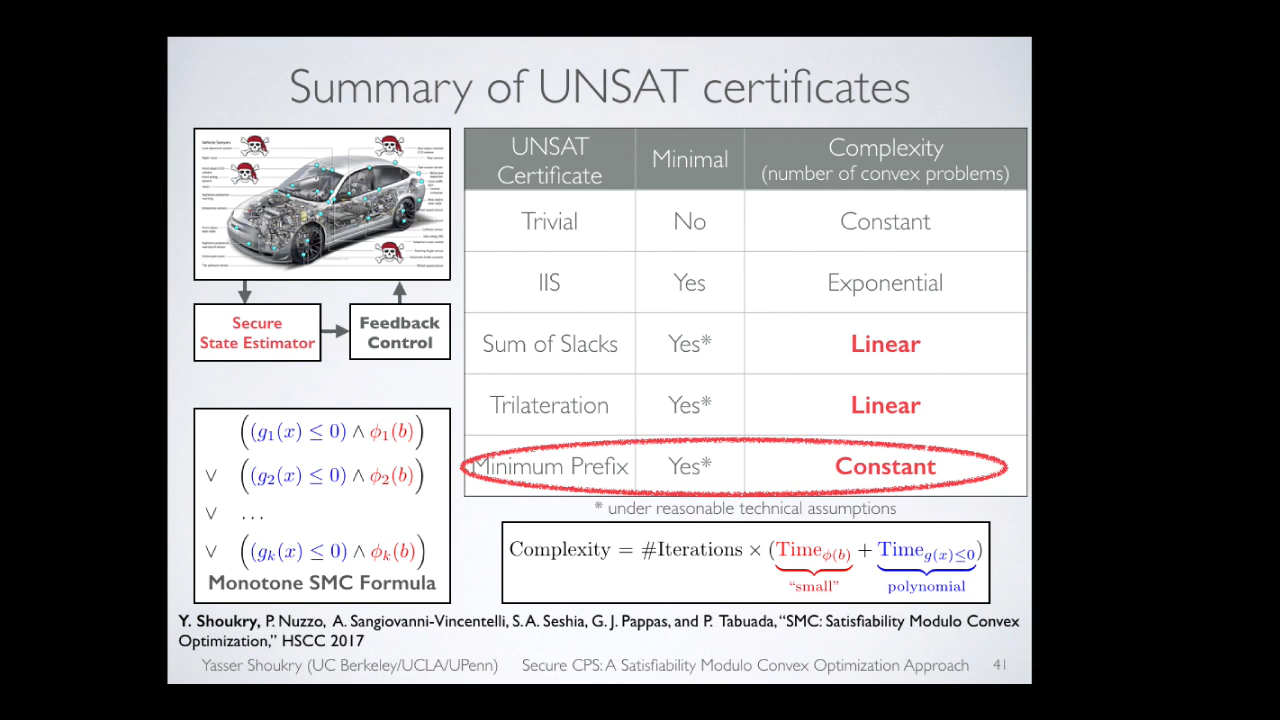 Summary of UNSAT certificates
Vehicle Sensors
Secure
State Estimator
Feedback
Control
((g₁(x) ≤ 0) ∧ ϕ₁(b))
∨ ((g₂(x) ≤ 0) ∧ ϕ₂(b))
∨ ...
∨ ((gₖ(x) ≤ 0) ∧ ϕₖ(b))
Monotone SMC Formula
UNSAT Certificate | Minimal | Complexity (number of convex problems)
Trivial | No | Constant
IIS | Yes | Exponential
Sum of Slacks | Yes* | Linear
Trilateration | Yes* | Linear
Minimum Prefix | Yes* | Constant
* under reasonable technical assumptions
Complexity = #Iterations × (Time_ϕ(b) + Time_g(x)≤0)
“small” polynomial
Y. Shoukry, P. Nuzzo, A. Sangiovanni-Vincentelli, S. A. Seshia, G. J. Pappas, and P. Tabuada, “SMC: Satisfiability Modulo Convex
Optimization,” HSCC 2017
Yasser Shoukry (UC Berkeley/UCLA/UPenn) Secure CPS: A Satisfiability Modulo Convex Optimization Approach 41